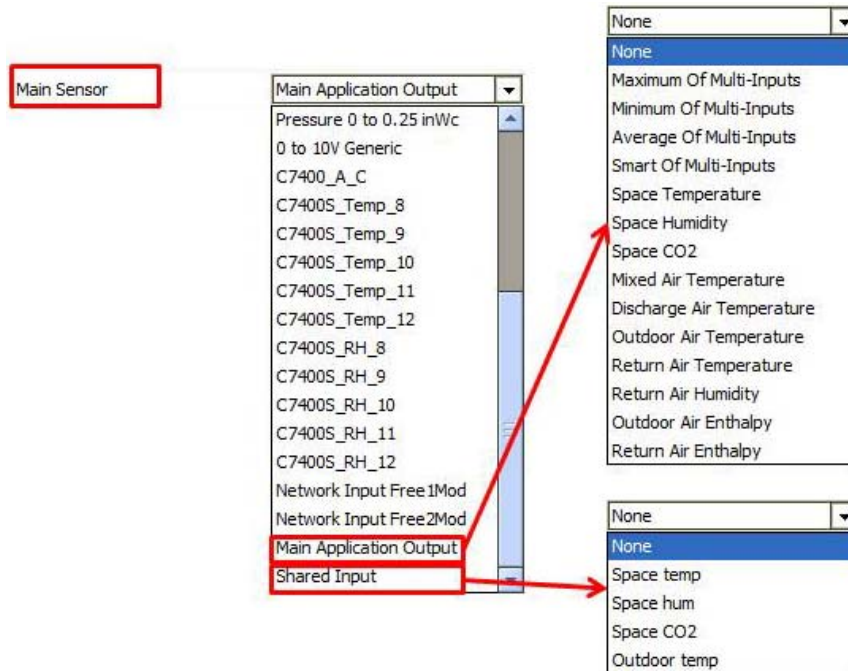 Main Sensor
Main Application Output
Pressure 0 to 0.25 inWc
0 to 10V Generic
C7400_A_C
C7400S_Temp_8
C7400S_Temp_9
C7400S_Temp_10
C7400S_Temp_11
C7400S_Temp_12
C7400S_RH_8
C7400S_RH_9
C7400S_RH_10
C7400S_RH_11
C7400S_RH_12
Network Input Free1Mod
Network Input Free2Mod
Main Application Output
Shared Input
None
None
Maximum Of Multi-Inputs
Minimum Of Multi-Inputs
Average Of Multi-Inputs
Smart Of Multi-Inputs
Space Temperature
Space Humidity
Space CO2
Mixed Air Temperature
Discharge Air Temperature
Outdoor Air Temperature
Return Air Temperature
Return Air Humidity
Outdoor Air Enthalpy
Return Air Enthalpy
None
None
Space temp
Space hum
Space CO2
Outdoor temp